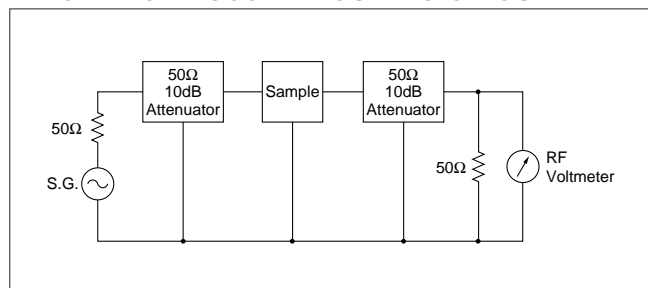 50Ω
10dB
Attenuator
Sample
50Ω
10dB
Attenuator
50Ω
S.G.
50Ω
RF
Voltmeter